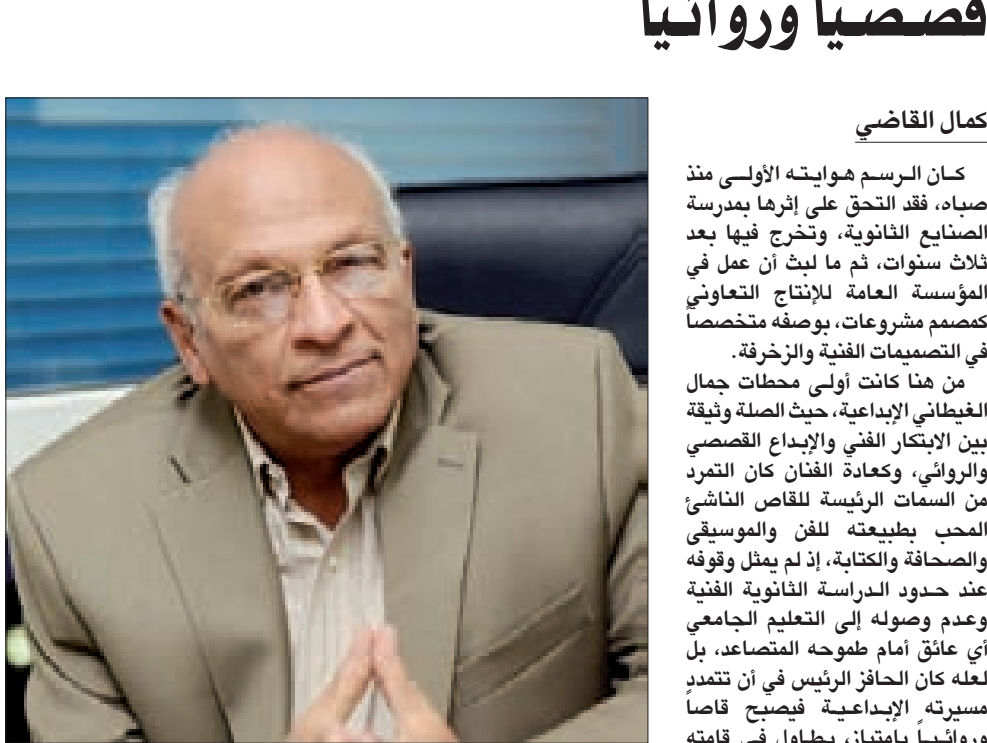 قصصيا وروائيا
كمال القاضي
كان الرسم هوايته الأولى منذ
صباه، فقد التحق على إثرها بمدرسة
الصنايع الثانوية، وتخرج فيها بعد
ثلاث سنوات، ثم ما لبث أن عمل في
المؤسسة العامة للإنتاج التعاوني
كمصمم مشروعات، بوصفه متخصصاً
في التصميمات الفنية والزخرفة.
من هنا كانت أولى محطات جمال
الغيطاني الإبداعية، حيث الصلة وثيقة
بين الابتكار الفني والإبداع القصصي
والروائي، وكعادة الفنان كان التمرد
من السمات الرئيسة للقاص الناشئ
المحب بطبيعته للفن والموسيقى
والصحافة والكتابة، إذ لم يمثل وقوفه
عند حدود الدراسة الثانوية الفنية
وعدم وصوله إلى التعليم الجامعي
أي عائق أمام طموحه المتصاعد، بل
لعله كان الحافز الرئيس في أن تتمدد
مسيرته الإبداعية فيصبح قاصاً
وروائياً بامتياز، يطاول في قامته